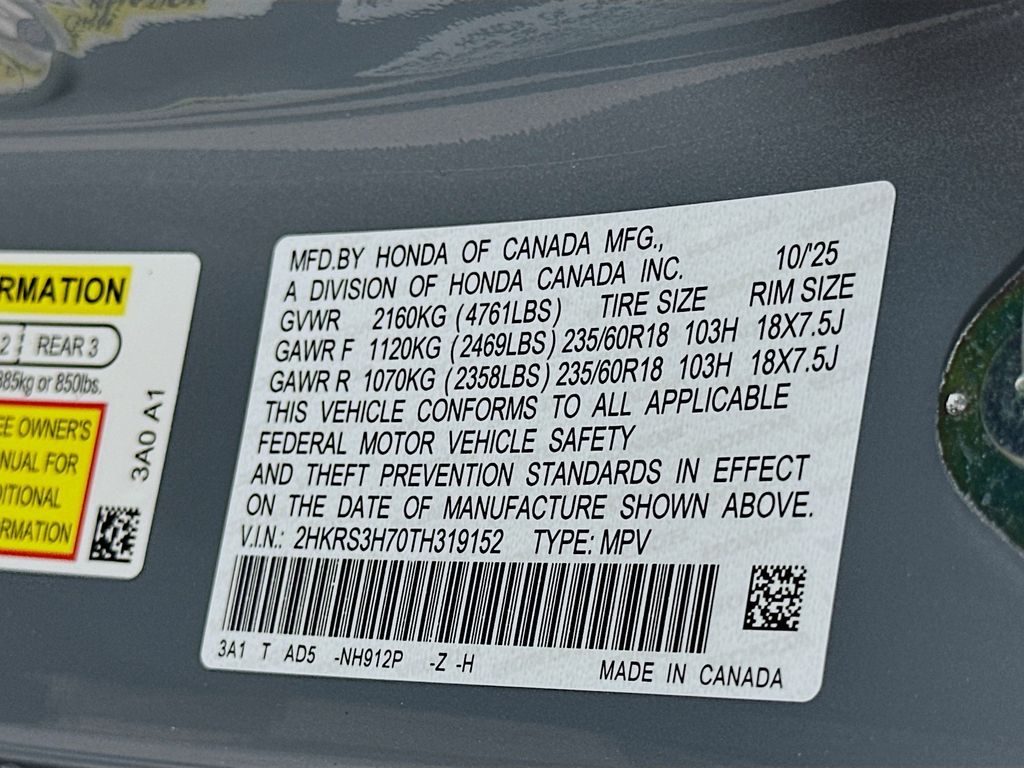 RMATION
2 REAR 3
385kg or 850lbs.
EE OWNER'S
NUAL FOR
DITIONAL
ORMATION
3A0 A1
MFD.BY HONDA OF CANADA MFG., 10/'25
A DIVISION OF HONDA CANADA INC.
GVWR 2160KG (4761LBS) TIRE SIZE RIM SIZE
GAWR F 1120KG (2469LBS) 235/60R18 103H 18X7.5J
GAWR R 1070KG (2358LBS) 235/60R18 103H 18X7.5J
THIS VEHICLE CONFORMS TO ALL APPLICABLE
FEDERAL MOTOR VEHICLE SAFETY
AND THEFT PREVENTION STANDARDS IN EFFECT
ON THE DATE OF MANUFACTURE SHOWN ABOVE.
V.I.N.: 2HKRS3H70TH319152 TYPE: MPV
3A1 T AD5 -NH912P -Z -H
MADE IN CANADA